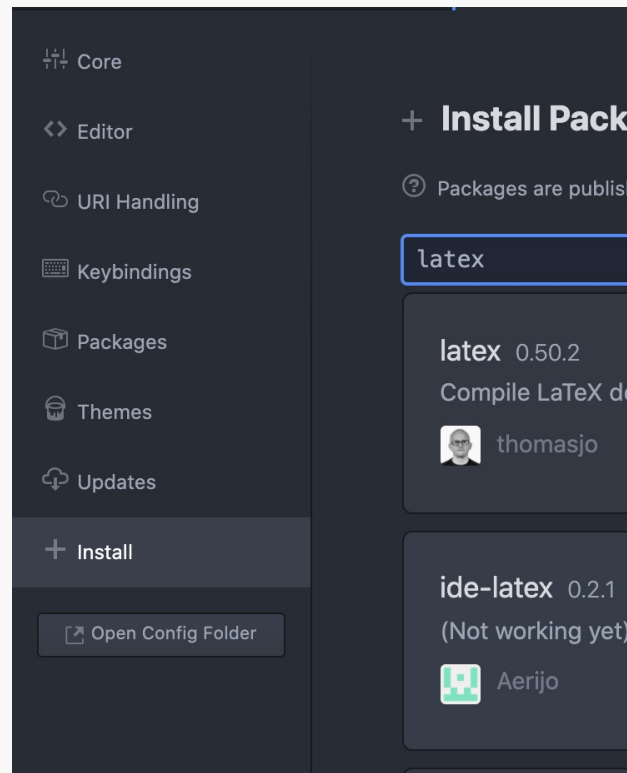 Core
Editor
URI Handling
Keybindings
Packages
Themes
Updates
Install
Open Config Folder
Install Pack
Packages are publis
latex
latex 0.50.2
Compile LaTeX d
thomasjo
ide-latex 0.2.1
(Not working yet)
Aerijo